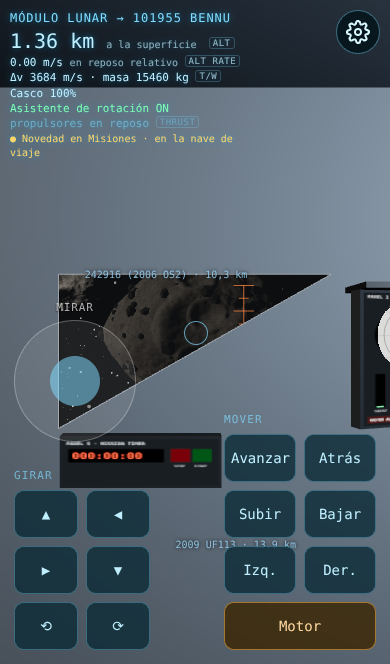 MÓDULO LUNAR → 101955 BENNU
1.36 km a la superficie ALT
0.00 m/s en reposo relativo ALT RATE
Δv 3684 m/s · masa 15460 kg T/W
Casco 100%
Asistente de rotación ON
propulsores en reposo THRUST
● Novedad en Misiones · en la nave de
viaje
242916 (2006 OS2) · 10,3 km
MIRAR
MOVER
GIRAR
000:00:00
Avanzar Atrás
▲ ◄ Subir Bajar
2009 UF113 · 13,9 km
► ▼ Izq. Der.
⟲ ⟳ Motor